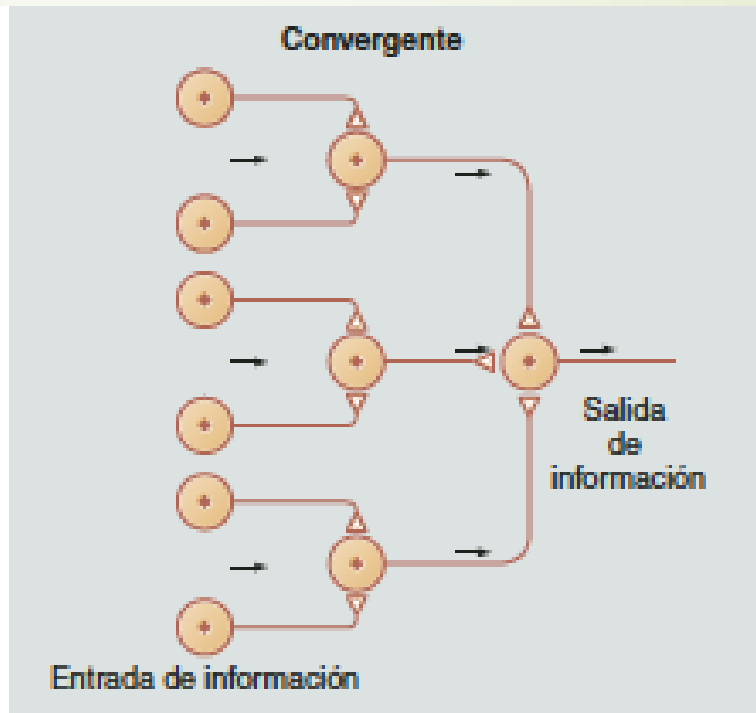 Convergente
Salida
de
información
Entrada de información